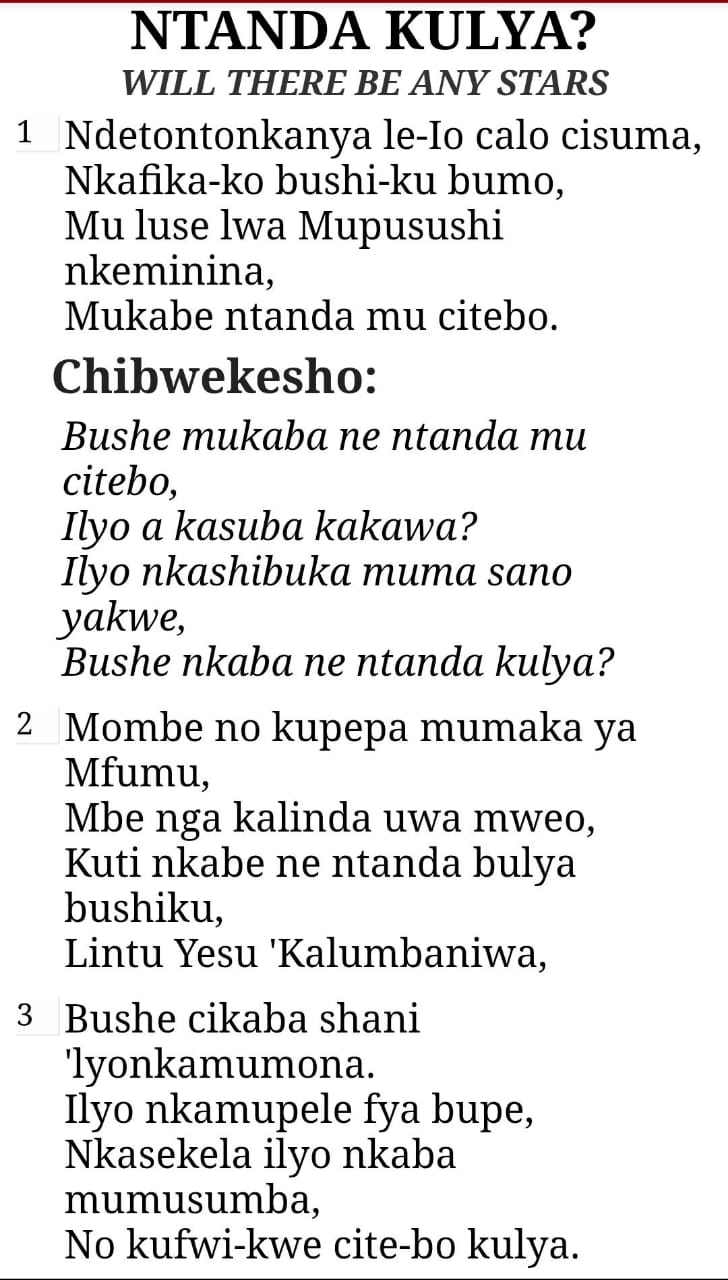 NTANDA KULYA?
WILL THERE BE ANY STARS
1 Ndetontonkanya le-Io calo cisuma,
Nkafika-ko bushi-ku bumo,
Mu luse lwa Mupusushi
nkeminina,
Mukabe ntanda mu citebo.
Chibwekesho:
Bushe mukaba ne ntanda mu
citebo,
Ilyo a kasuba kakawa?
Ilyo nkashibuka muma sano
yakwe,
Bushe nkaba ne ntanda kulya?
2 Mombe no kupepa mumaka ya
Mfumu,
Mbe nga kalinda uwa mweo,
Kuti nkabe ne ntanda bulya
bushiku,
Lintu Yesu 'Kalumbaniwa,
3 Bushe cikaba shani
'lyonkamumona.
Ilyo nkamupele fya bupe,
Nkasekela ilyo nkaba
mumusumba,
No kufwi-kwe cite-bo kulya.